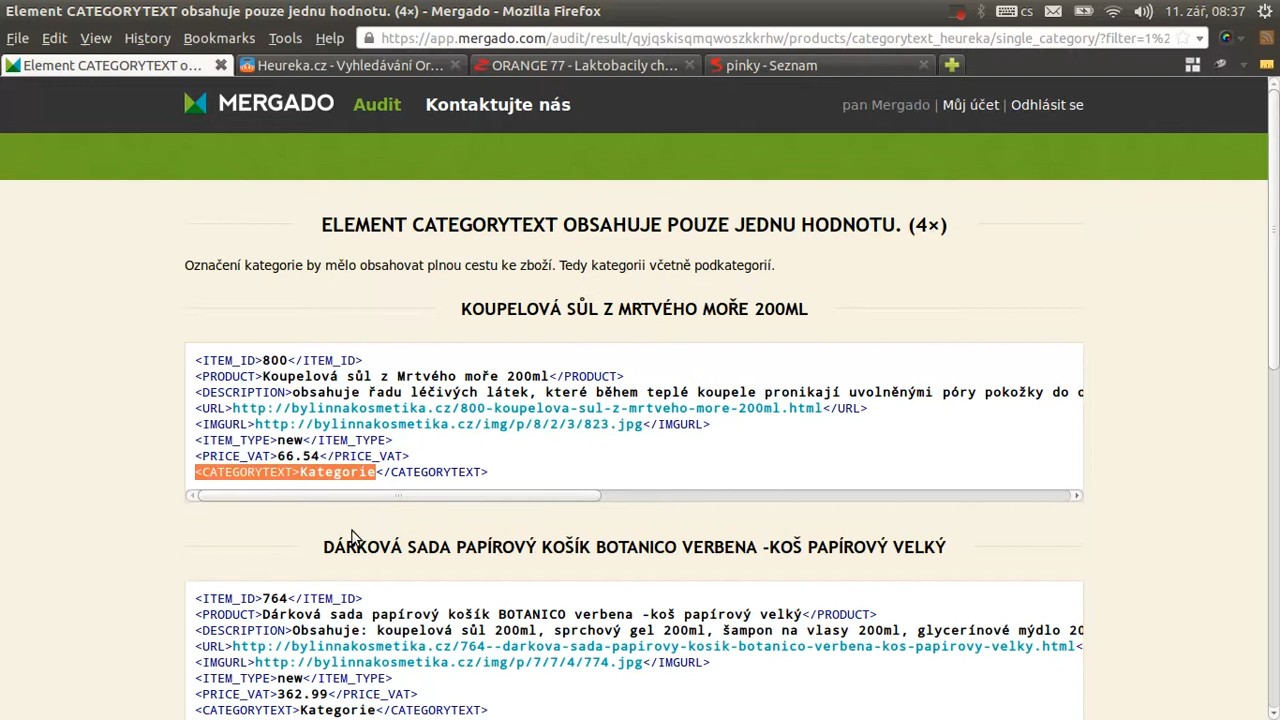 Element CATEGORYTEXT obsahuje pouze jednu hodnotu. (4×) - Mergado - Mozilla Firefox
cs
11. zář, 08:37
File Edit View History Bookmarks Tools Help
https://app.mergado.com/audit/result/qyjqskisqmqwoszkkrhw/products/categorytext_heureka/single_category/?filter=1%2
Element CATEGORYTEXT o...
Heureka.cz - Vyhledávání Or...
ORANGE 77 - Laktobacily ch...
pinky - Seznam
MERGADO Audit Kontaktujte nás
pan Mergado | Můj účet | Odhlásit se
ELEMENT CATEGORYTEXT OBSAHUJE POUZE JEDNU HODNOTU. (4×)
Označení kategorie by mělo obsahovat plnou cestu ke zboží. Tedy kategorii včetně podkategorií.
KOUPELOVÁ SŮL Z MRTVÉHO MOŘE 200ML
<ITEM_ID>800</ITEM_ID>
<PRODUCT>Koupelová sůl z Mrtvého moře 200ml</PRODUCT>
<DESCRIPTION>obsahuje řadu léčivých látek, které během teplé koupele pronikají uvolněnými póry pokožky do
<URL>http://bylinnakosmetika.cz/800-koupelova-sul-z-mrtveho-more-200ml.html</URL>
<IMGURL>http://bylinnakosmetika.cz/img/p/8/2/3/823.jpg</IMGURL>
<ITEM_TYPE>new</ITEM_TYPE>
<PRICE_VAT>66.54</PRICE_VAT>
<CATEGORYTEXT>Kategorie</CATEGORYTEXT>
DÁRKOVÁ SADA PAPÍROVÝ KOŠÍK BOTANICO VERBENA -KOŠ PAPÍROVÝ VELKÝ
<ITEM_ID>764</ITEM_ID>
<PRODUCT>Dárková sada papírový košík BOTANICO verbena -koš papírový velký</PRODUCT>
<DESCRIPTION>Obsahuje: koupelová sůl 200ml, sprchový gel 200ml, šampon na vlasy 200ml, glycerínové mýdlo 20
<URL>http://bylinnakosmetika.cz/764--darkova-sada-papirovy-kosik-botanico-verbena-kos-papirovy-velky.html<
<IMGURL>http://bylinnakosmetika.cz/img/p/7/7/4/774.jpg</IMGURL>
<ITEM_TYPE>new</ITEM_TYPE>
<PRICE_VAT>362.99</PRICE_VAT>
<CATEGORYTEXT>Kategorie</CATEGORYTEXT>